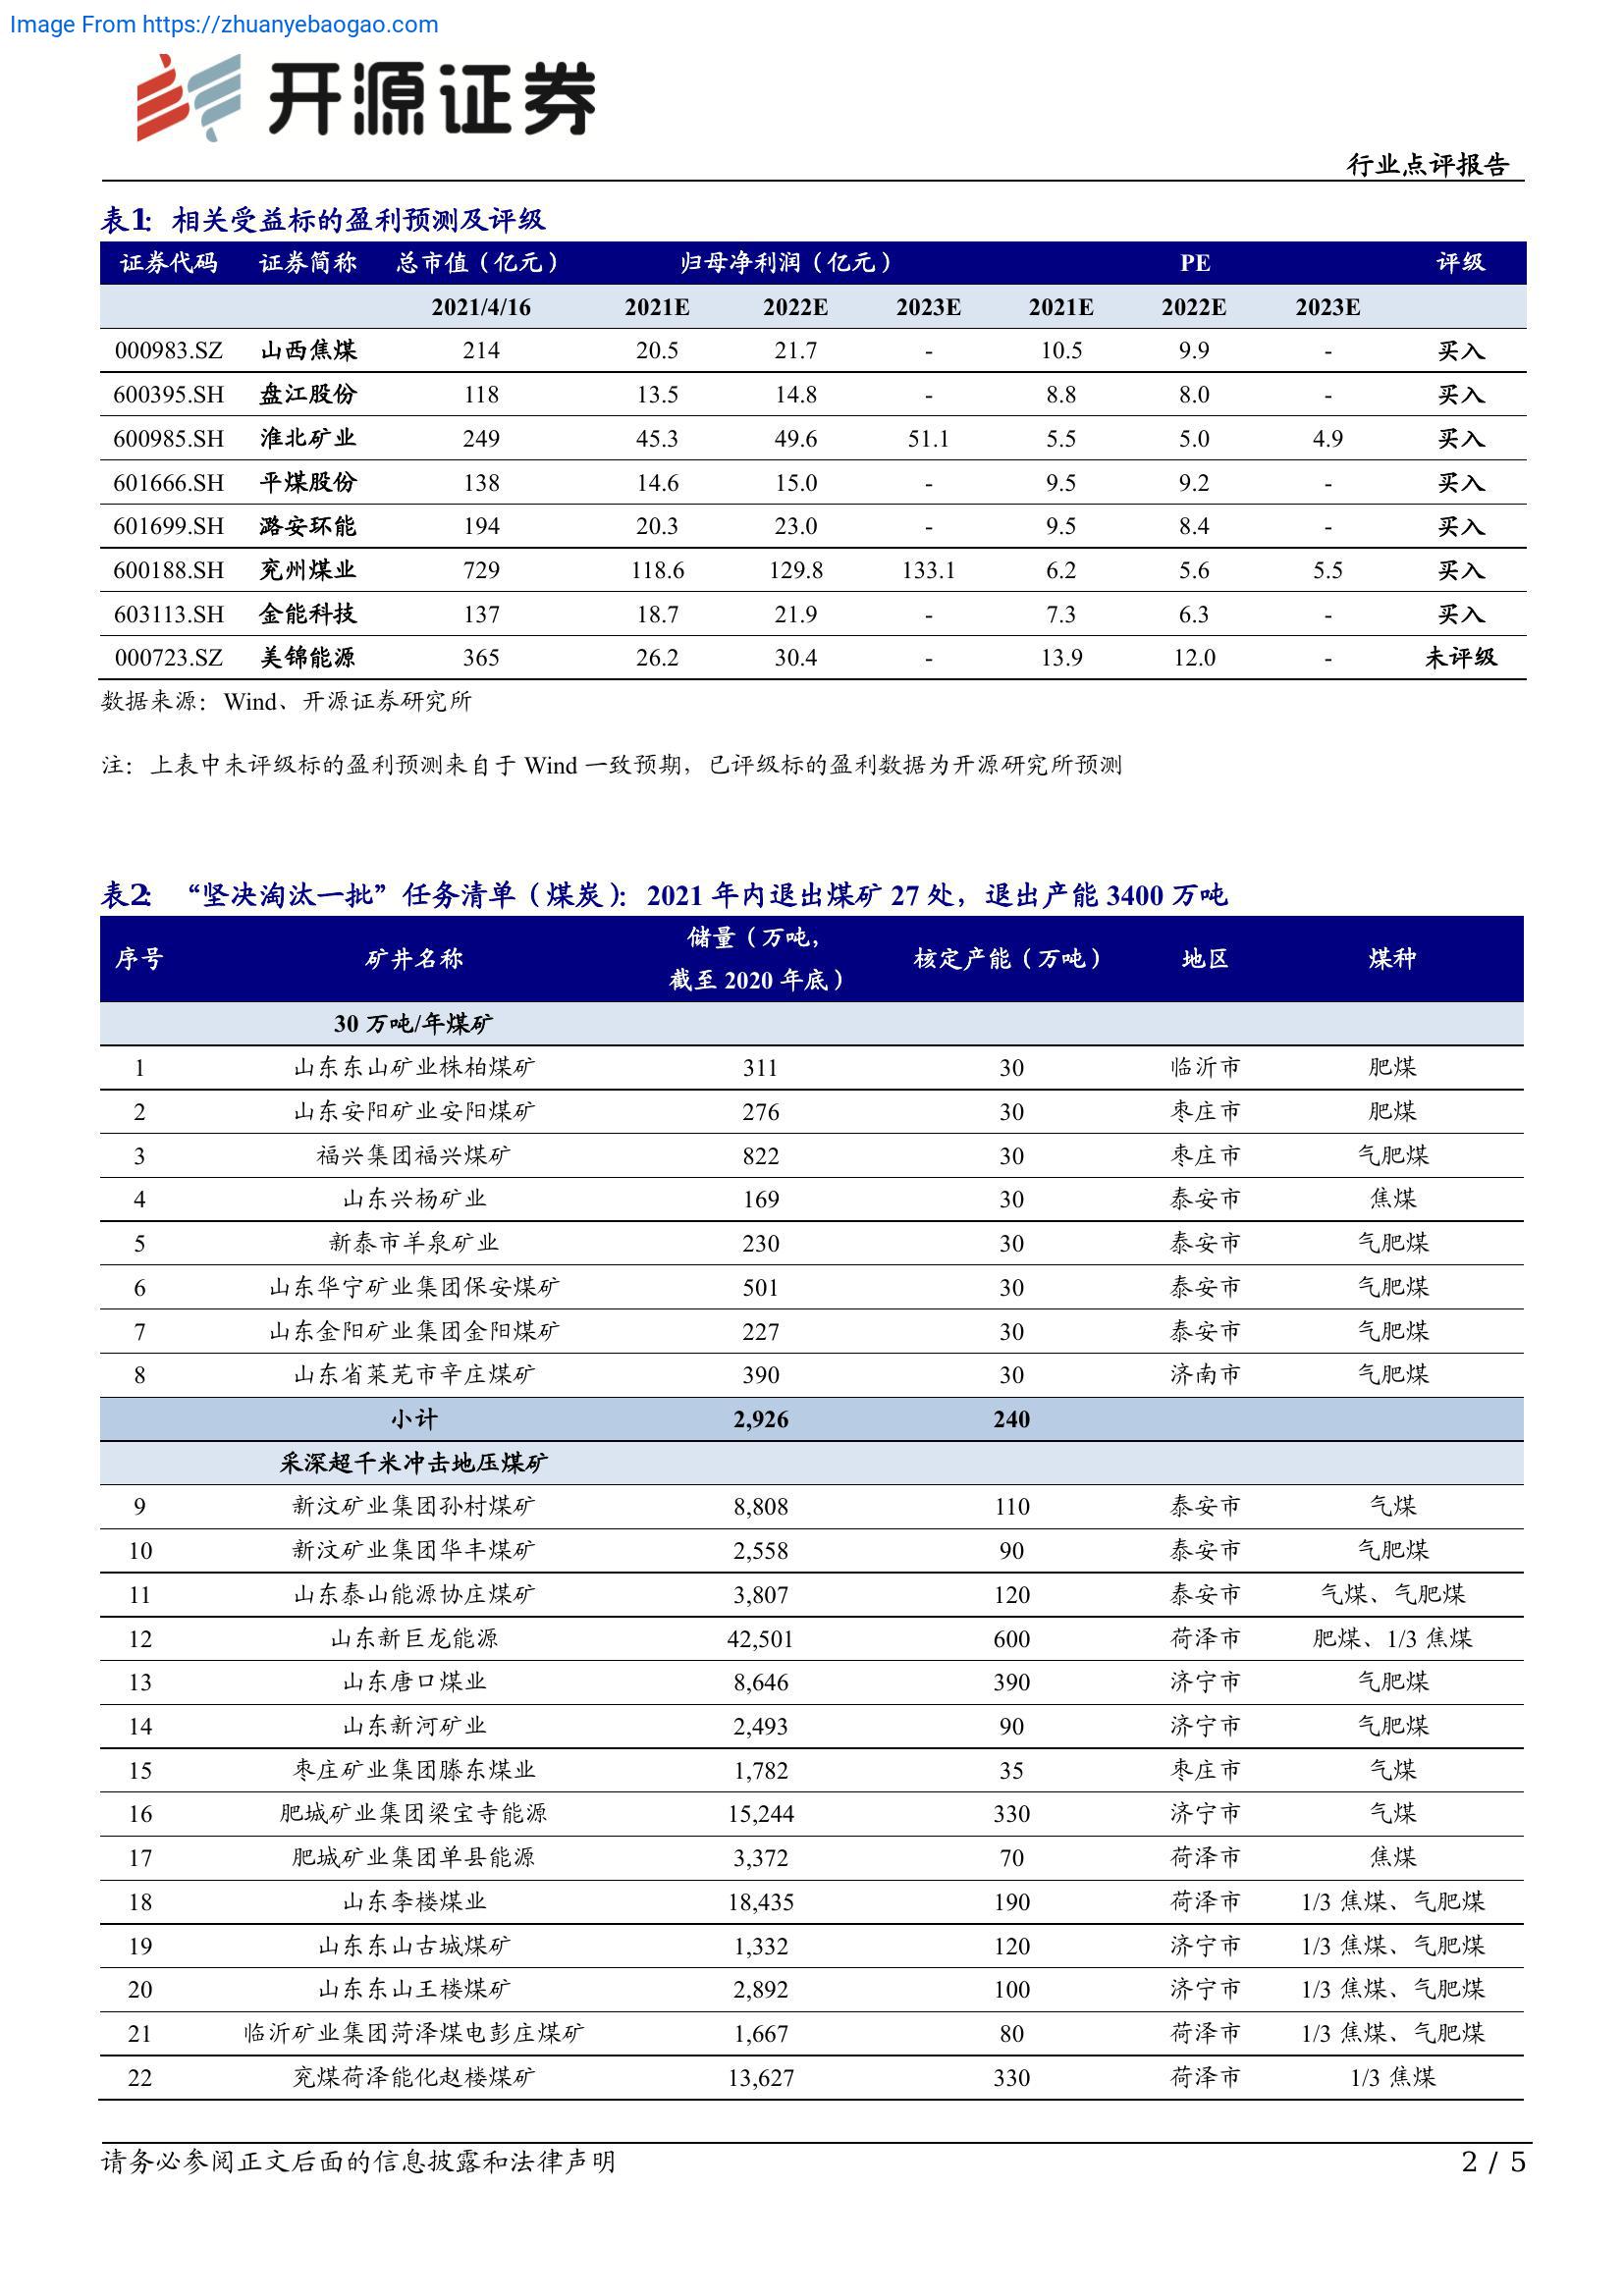 Image From https://zhuanyebaogao.com
开源证券
行业点评报告
表1：相关受益标的盈利预测及评级
证券代码 证券简称 总市值（亿元） 归母净利润（亿元） PE 评级
2021/4/16 2021E 2022E 2023E 2021E 2022E 2023E
000983.SZ 山西焦煤 214 20.5 21.7 - 10.5 9.9 - 买入
600395.SH 盘江股份 118 13.5 14.8 - 8.8 8.0 - 买入
600985.SH 淮北矿业 249 45.3 49.6 51.1 5.5 5.0 4.9 买入
601666.SH 平煤股份 138 14.6 15.0 - 9.5 9.2 - 买入
601699.SH 潞安环能 194 20.3 23.0 - 9.5 8.4 - 买入
600188.SH 兖州煤业 729 118.6 129.8 133.1 6.2 5.6 5.5 买入
603113.SH 金能科技 137 18.7 21.9 - 7.3 6.3 - 买入
000723.SZ 美锦能源 365 26.2 30.4 - 13.9 12.0 - 未评级
数据来源：Wind、开源证券研究所
注：上表中未评级标的盈利预测来自于 Wind 一致预期，已评级标的盈利数据为开源研究所预测
表2：“坚决淘汰一批”任务清单（煤炭）：2021 年内退出煤矿 27 处，退出产能 3400 万吨
序号 矿井名称 储量（万吨， 核定产能（万吨） 地区 煤种
截至 2020 年底）
30 万吨/年煤矿
1 山东东山矿业株柏煤矿 311 30 临沂市 肥煤
2 山东安阳矿业安阳煤矿 276 30 枣庄市 肥煤
3 福兴集团福兴煤矿 822 30 枣庄市 气肥煤
4 山东兴杨矿业 169 30 泰安市 焦煤
5 新泰市羊泉矿业 230 30 泰安市 气肥煤
6 山东华宁矿业集团保安煤矿 501 30 泰安市 气肥煤
7 山东金阳矿业集团金阳煤矿 227 30 泰安市 气肥煤
8 山东省莱芜市辛庄煤矿 390 30 济南市 气肥煤
小计 2,926 240
采深超千米冲击地压煤矿
9 新汶矿业集团孙村煤矿 8,808 110 泰安市 气煤
10 新汶矿业集团华丰煤矿 2,558 90 泰安市 气肥煤
11 山东泰山能源协庄煤矿 3,807 120 泰安市 气煤、气肥煤
12 山东新巨龙能源 42,501 600 荷泽市 肥煤、1/3 焦煤
13 山东唐口煤业 8,646 390 济宁市 气肥煤
14 山东新河矿业 2,493 90 济宁市 气肥煤
15 枣庄矿业集团滕东煤业 1,782 35 枣庄市 气煤
16 肥城矿业集团梁宝寺能源 15,244 330 济宁市 气煤
17 肥城矿业集团单县能源 3,372 70 荷泽市 焦煤
18 山东李楼煤业 18,435 190 荷泽市 1/3 焦煤、气肥煤
19 山东东山古城煤矿 1,332 120 济宁市 1/3 焦煤、气肥煤
20 山东东山王楼煤矿 2,892 100 济宁市 1/3 焦煤、气肥煤
21 临沂矿业集团菏泽煤电彭庄煤矿 1,667 80 荷泽市 1/3 焦煤、气肥煤
22 兖煤荷泽能化赵楼煤矿 13,627 330 荷泽市 1/3 焦煤
请务必参阅正文后面的信息披露和法律声明 2 / 5